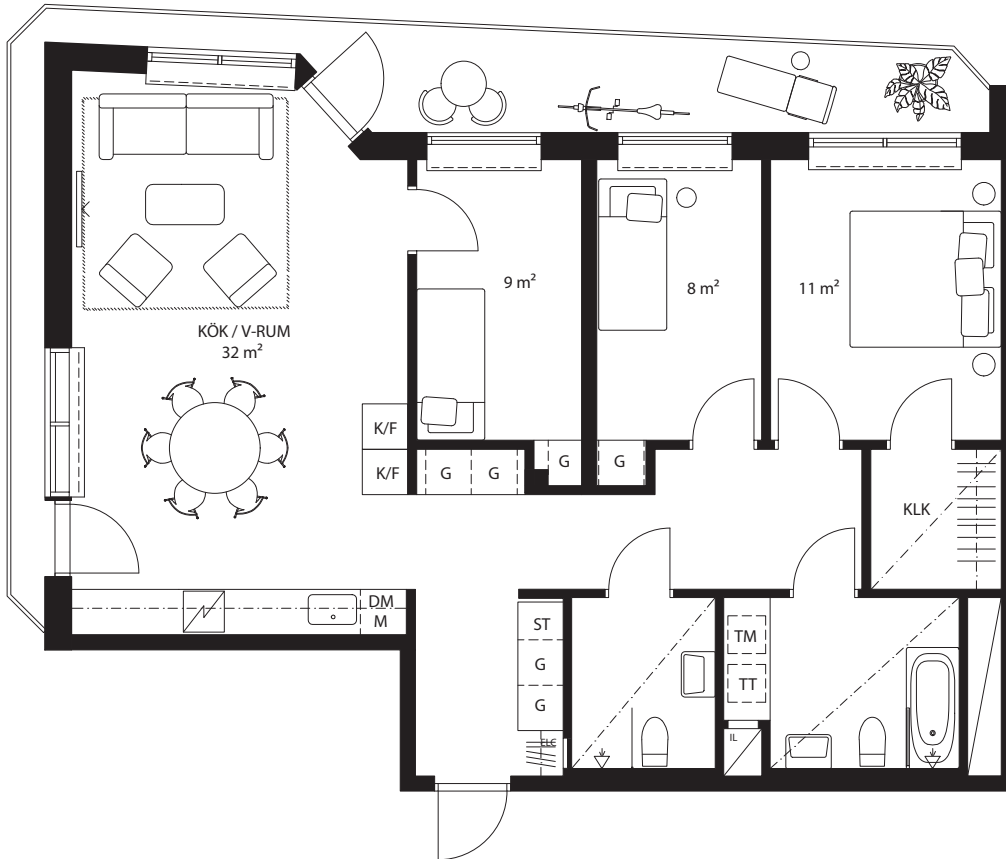 9 m²
8 m²
11 m²
KÖK / V-RUM
32 m²
K/F
K/F
G
G
G
G
KLK
DM
M
ST
G
G
ELC
TM
TT
IL